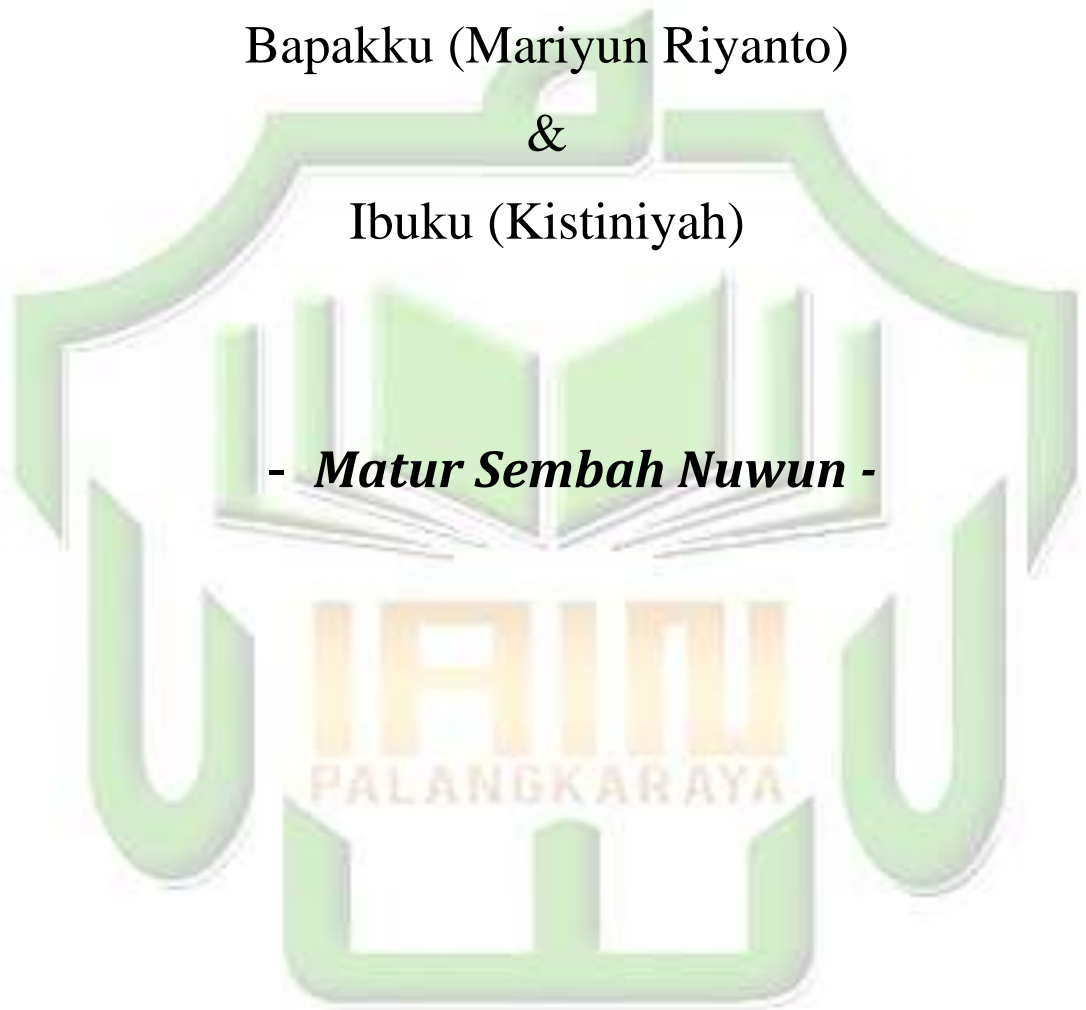 Bapakku (Mariyun Riyanto)
&
Ibuku (Kistiniyah)
- Matur Sembah Nuwun -
IAIN
PALANGKARAYA